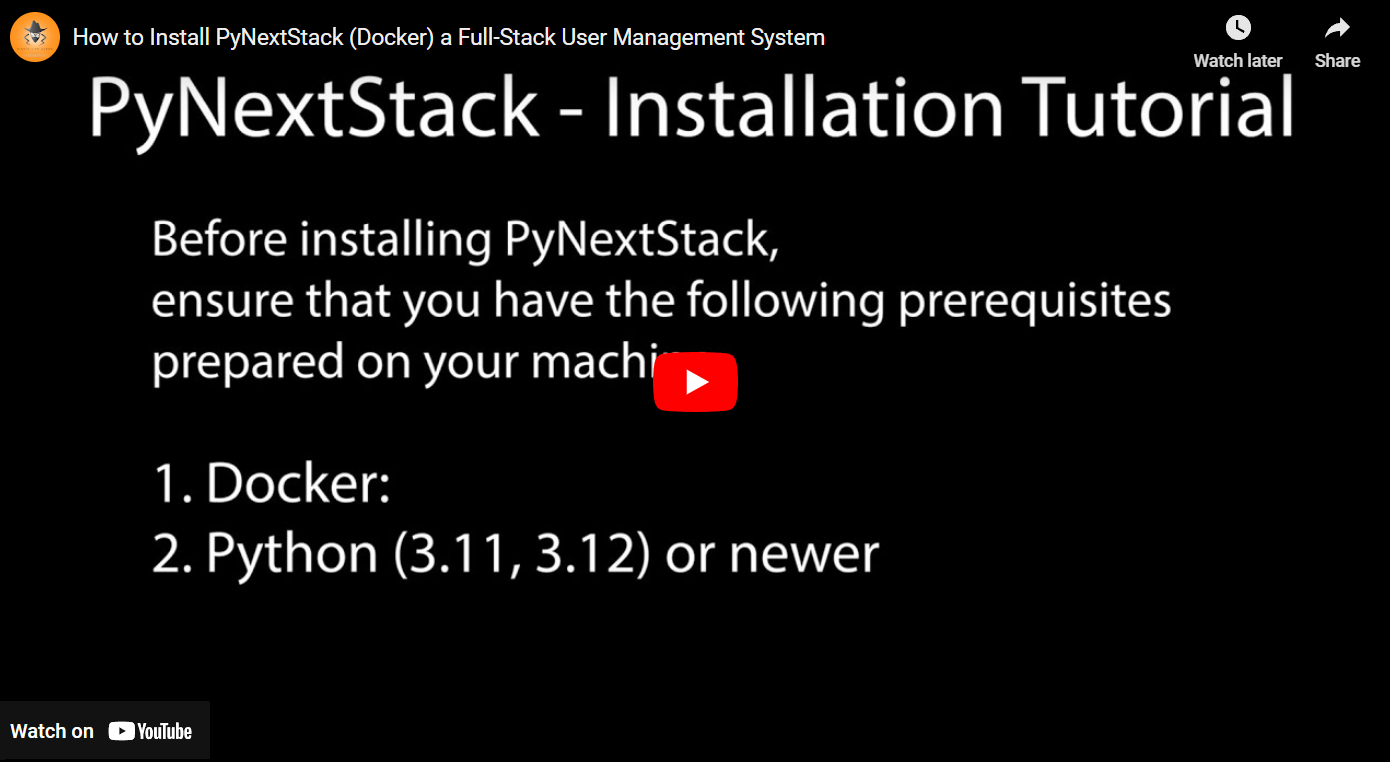 How to Install PyNextStack (Docker) a Full-Stack User Management System
Watch later
Share
PyNextStack - Installation Tutorial
Before installing PyNextStack,
ensure that you have the following prerequisites
prepared on your
1. Docker:
2. Python (3.11, 3.12) or newer
Watch on YouTube